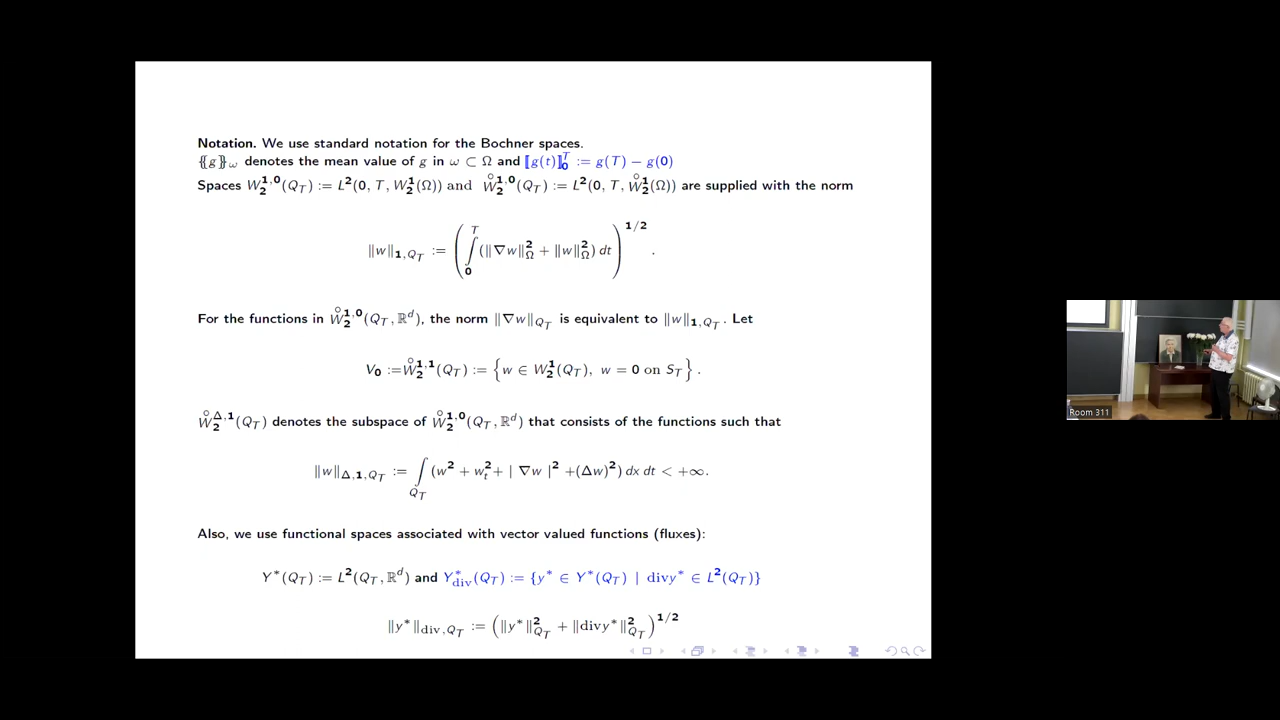 Notation. We use standard notation for the Bochner spaces.
{{g}}_ω denotes the mean value of g in ω ⊂ Ω and ⟦g(t)⟧_0^T := g(T) − g(0)
Spaces W_2^{1,0}(Q_T) := L^2(0, T, W_2^1(Ω)) and W̊_2^{1,0}(Q_T) := L^2(0, T, W̊_2^1(Ω)) are supplied with the norm
‖w‖_{1,Q_T} := ( ∫_0^T (‖∇w‖_Ω^2 + ‖w‖_Ω^2) dt )^{1/2} .
For the functions in W̊_2^{1,0}(Q_T, ℝ^d), the norm ‖∇w‖_{Q_T} is equivalent to ‖w‖_{1,Q_T}. Let
V_0 := W̊_2^{1,1}(Q_T) := { w ∈ W_2^1(Q_T), w = 0 on S_T } .
W̊_2^{Δ,1}(Q_T) denotes the subspace of W̊_2^{1,0}(Q_T, ℝ^d) that consists of the functions such that
‖w‖_{Δ,1,Q_T} := ∫_{Q_T} (w^2 + w_t^2 + | ∇w |^2 + (Δw)^2) dx dt < +∞.
Also, we use functional spaces associated with vector valued functions (fluxes):
Y*(Q_T) := L^2(Q_T, ℝ^d) and Y*_div(Q_T) := {y* ∈ Y*(Q_T) | divy* ∈ L^2(Q_T)}
‖y*‖_{div,Q_T} := (‖y*‖_{Q_T}^2 + ‖divy*‖_{Q_T}^2)^{1/2}
Room 311